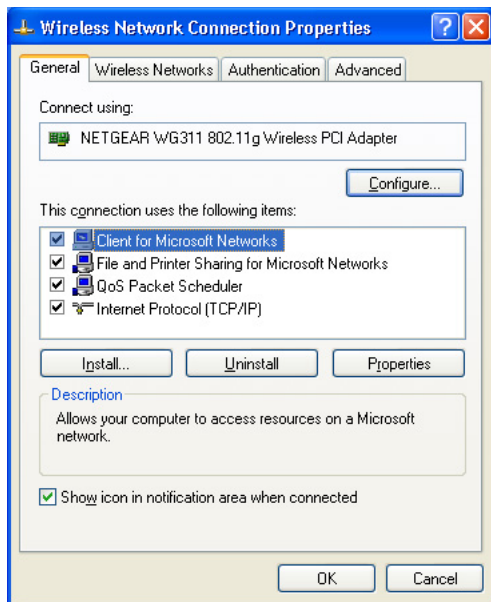 Wireless Network Connection Properties
General Wireless Networks Authentication Advanced
Connect using:
NETGEAR WG311 802.11g Wireless PCI Adapter
Configure...
This connection uses the following items:
Client for Microsoft Networks
File and Printer Sharing for Microsoft Networks
QoS Packet Scheduler
Internet Protocol (TCP/IP)
Install... Uninstall Properties
Description
Allows your computer to access resources on a Microsoft
network.
Show icon in notification area when connected
OK Cancel